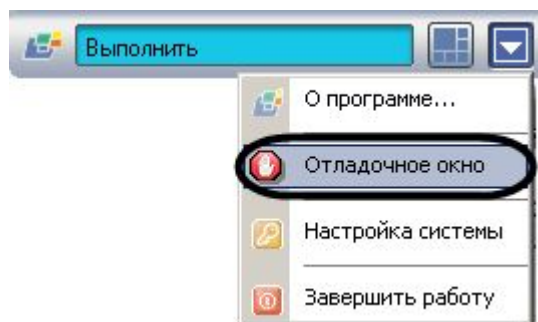 Выполнить
О программе...
Отладочное окно
Настройка системы
Завершить работу